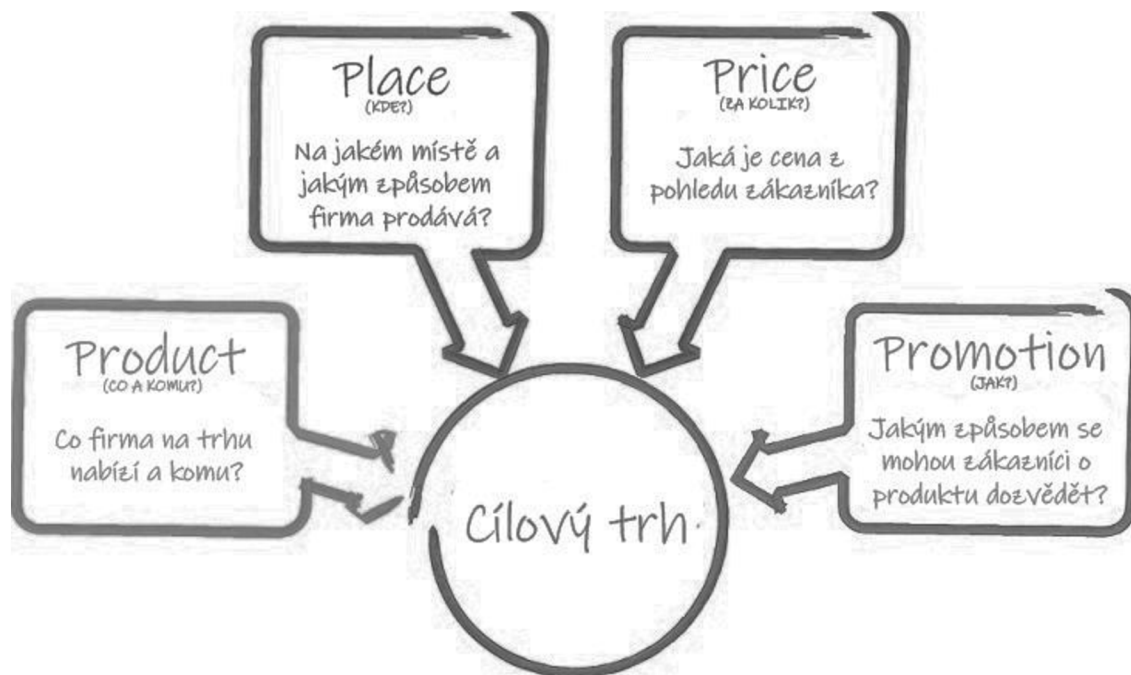 Place
(KDE?)
Na jakém místě a
jakým způsobem
firma prodává?
Price
(ZA KOLIK?)
Jaká je cena z
pohledu zákazníka?
Product
(CO A KOMU?)
Co firma na trhu
nabízí a komu?
Promotion
(JAK?)
Jakým způsobem se
mohou zákazníci o
produktu dozvědět?
Cílový trh